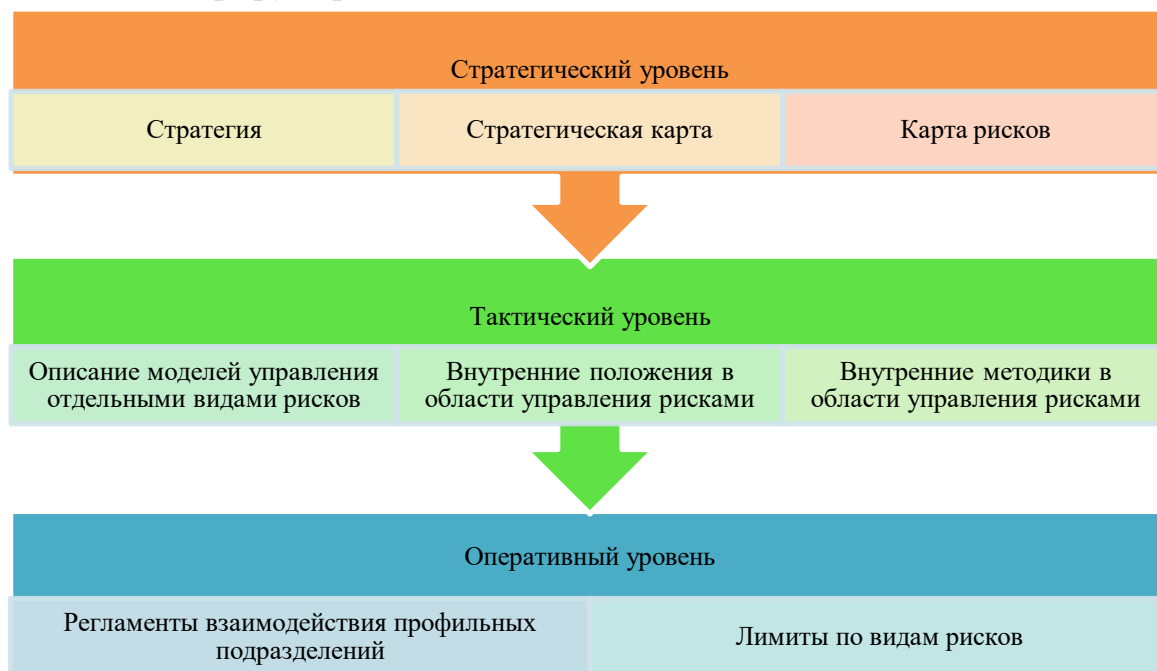 Стратегический уровень
Стратегия
Стратегическая карта
Карта рисков
Тактический уровень
Описание моделей управления
отдельными видами рисков
Внутренние положения в
области управления рисками
Внутренние методики в
области управления рисками
Оперативный уровень
Регламенты взаимодействия профильных
подразделений
Лимиты по видам рисков